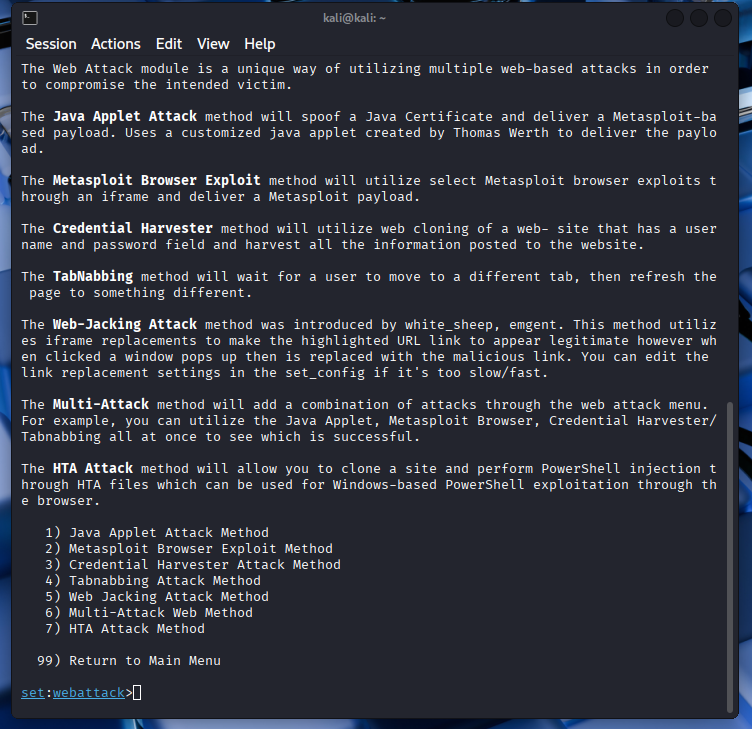 kali@kali: ~
Session Actions Edit View Help
The Web Attack module is a unique way of utilizing multiple web-based attacks in order
to compromise the intended victim.
The Java Applet Attack method will spoof a Java Certificate and deliver a Metasploit-ba
sed payload. Uses a customized java applet created by Thomas Werth to deliver the paylo
ad.
The Metasploit Browser Exploit method will utilize select Metasploit browser exploits t
hrough an iframe and deliver a Metasploit payload.
The Credential Harvester method will utilize web cloning of a web- site that has a user
name and password field and harvest all the information posted to the website.
The TabNabbing method will wait for a user to move to a different tab, then refresh the
 page to something different.
The Web-Jacking Attack method was introduced by white_sheep, emgent. This method utiliz
es iframe replacements to make the highlighted URL link to appear legitimate however wh
en clicked a window pops up then is replaced with the malicious link. You can edit the
link replacement settings in the set_config if it's too slow/fast.
The Multi-Attack method will add a combination of attacks through the web attack menu.
For example, you can utilize the Java Applet, Metasploit Browser, Credential Harvester/
Tabnabbing all at once to see which is successful.
The HTA Attack method will allow you to clone a site and perform PowerShell injection t
hrough HTA files which can be used for Windows-based PowerShell exploitation through th
e browser.
1) Java Applet Attack Method
2) Metasploit Browser Exploit Method
3) Credential Harvester Attack Method
4) Tabnabbing Attack Method
5) Web Jacking Attack Method
6) Multi-Attack Web Method
7) HTA Attack Method
99) Return to Main Menu
set:webattack>